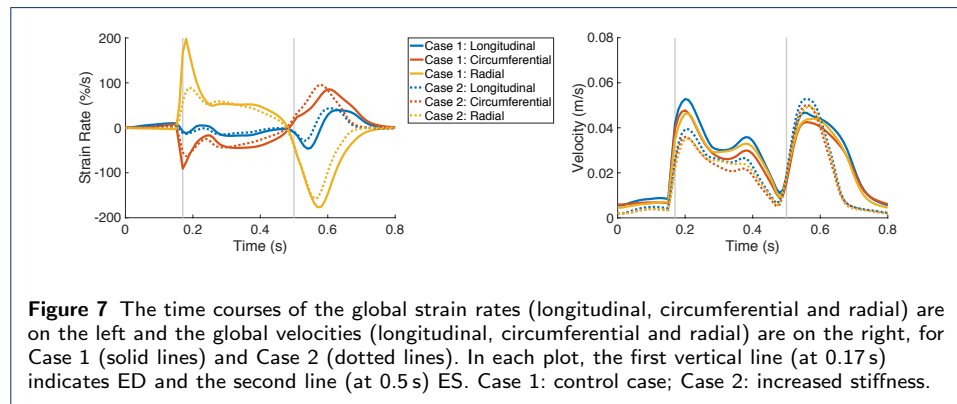 200
100
0
-100
-200
Strain Rate (%/s)
0 0.2 0.4 0.6 0.8
Time (s)
Case 1: Longitudinal
Case 1: Circumferential
Case 1: Radial
Case 2: Longitudinal
Case 2: Circumferential
Case 2: Radial
0.08
0.06
0.04
0.02
0
Velocity (m/s)
0 0.2 0.4 0.6 0.8
Time (s)
Figure 7 The time courses of the global strain rates (longitudinal, circumferential and radial) are
on the left and the global velocities (longitudinal, circumferential and radial) are on the right, for
Case 1 (solid lines) and Case 2 (dotted lines). In each plot, the first vertical line (at 0.17 s)
indicates ED and the second line (at 0.5 s) ES. Case 1: control case; Case 2: increased stiffness.